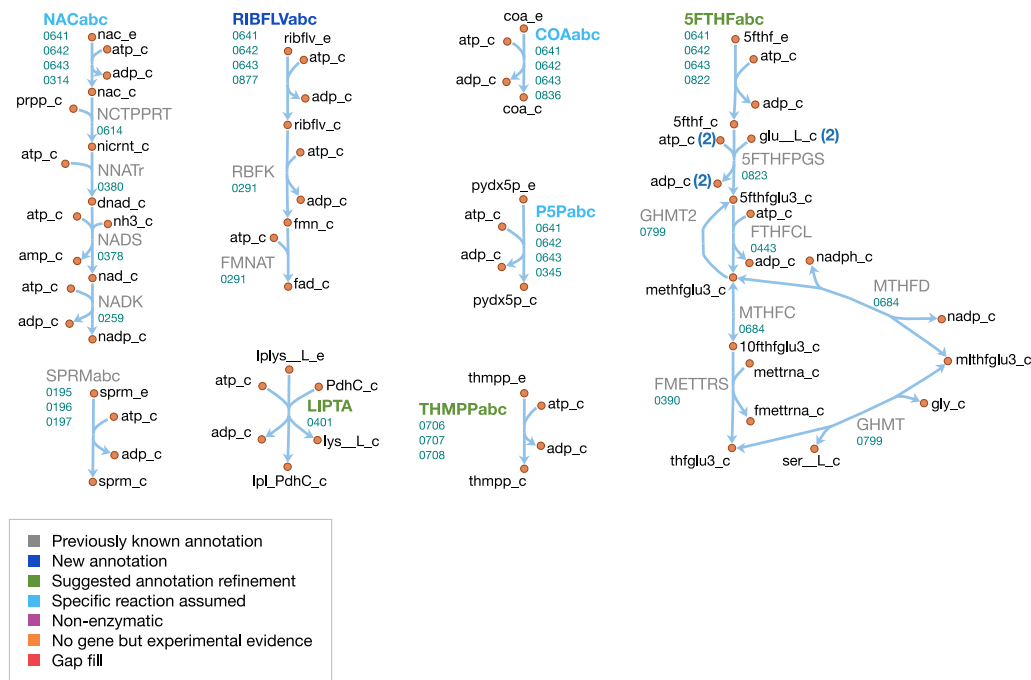 NACabc
0641
0642
0643
0314
nac_e
atp_c
adp_c
nac_c
prpp_c
NCTPPRT
0614
nicrnt_c
atp_c
NNATr
0380
dnad_c
atp_c
nh3_c
NADS
0378
amp_c
nad_c
atp_c
NADK
0259
adp_c
nadp_c
RIBFLVabc
0641
0642
0643
0877
ribflv_e
atp_c
adp_c
ribflv_c
atp_c
RBFK
0291
adp_c
fmn_c
atp_c
FMNAT
0291
fad_c
coa_e
atp_c
COAabc
0641
0642
0643
0836
adp_c
coa_c
pydx5p_e
atp_c
P5Pabc
0641
0642
0643
0345
adp_c
pydx5p_c
5FTHFabc
0641
0642
0643
0822
5fthf_e
atp_c
adp_c
5fthf_c
atp_c (2)
glu__L_c (2)
5FTHFPGS
0823
adp_c (2)
5fthfglu3_c
GHMT2
0799
atp_c
FTHFCL
0443
adp_c
nadph_c
methfglu3_c
MTHFD
0684
nadp_c
MTHFC
0684
10fthfglu3_c
mlthfglu3_c
mettrna_c
FMETTRS
0390
fmettrna_c
gly_c
GHMT
0799
thfglu3_c
ser__L_c
SPRMabc
0195
0196
0197
sprm_e
atp_c
adp_c
sprm_c
lplys__L_e
atp_c
PdhC_c
LIPTA
0401
adp_c
lys__L_c
lpl_PdhC_c
thmpp_e
THMPPabc
0706
0707
0708
atp_c
adp_c
thmpp_c
Previously known annotation
New annotation
Suggested annotation refinement
Specific reaction assumed
Non-enzymatic
No gene but experimental evidence
Gap fill